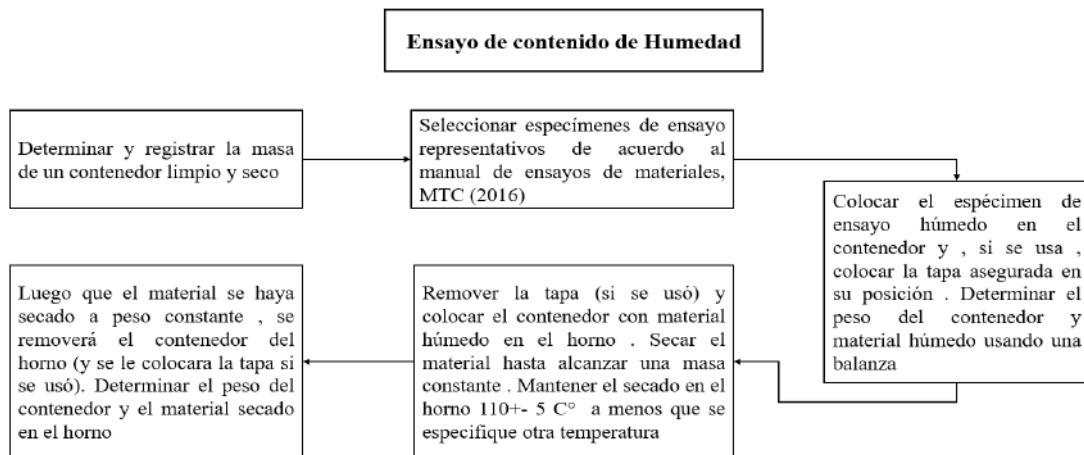 Ensayo de contenido de Humedad
Determinar y registrar la masa
de un contenedor limpio y seco
Seleccionar especímenes de ensayo
representativos de acuerdo al
manual de ensayos de materiales,
MTC (2016)
Colocar el espécimen de
ensayo húmedo en el
contenedor y , si se usa ,
colocar la tapa asegurada en
su posición . Determinar el
peso del contenedor y
material húmedo usando una
balanza
Remover la tapa (si se usó) y
colocar el contenedor con material
húmedo en el horno . Secar el
material hasta alcanzar una masa
constante . Mantener el secado en el
horno 110+- 5 C° a menos que se
especifique otra temperatura
Luego que el material se haya
secado a peso constante , se
removerá el contenedor del
horno (y se le colocara la tapa si
se usó). Determinar el peso del
contenedor y el material secado
en el horno